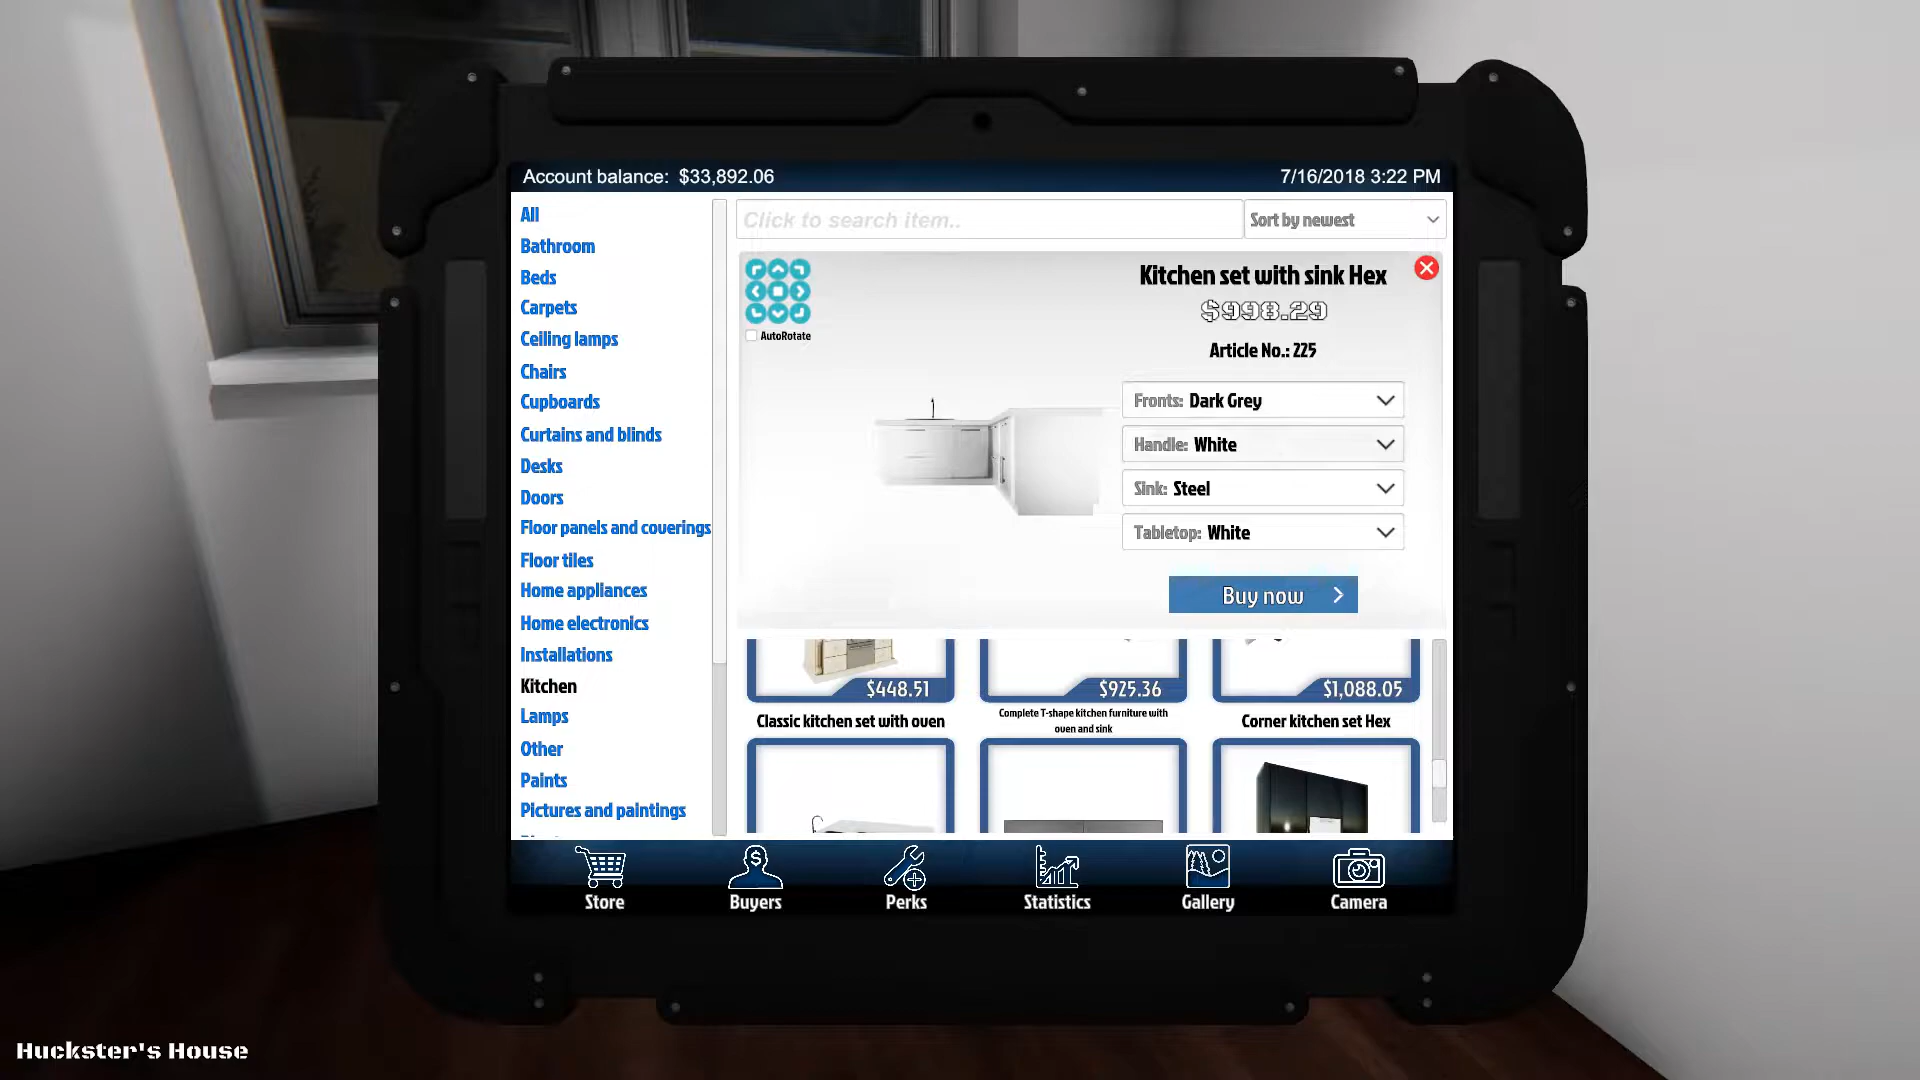 Account balance: $33,892.06
7/16/2018 3:22 PM
All
Bathroom
Beds
Carpets
Ceiling lamps
Chairs
Cupboards
Curtains and blinds
Desks
Doors
Floor panels and coverings
Floor tiles
Home appliances
Home electronics
Installations
Kitchen
Lamps
Other
Paints
Pictures and paintings
Click to search item..
Sort by newest
AutoRotate
Kitchen set with sink Hex
$998.29
Article No.: 225
Fronts: Dark Grey
Handle: White
Sink: Steel
Tabletop: White
Buy now
$448.51
$925.36
$1,088.05
Classic kitchen set with oven
Complete T-shape kitchen furniture with
oven and sink
Corner kitchen set Hex
Store
Buyers
Perks
Statistics
Gallery
Camera
Huckster's House